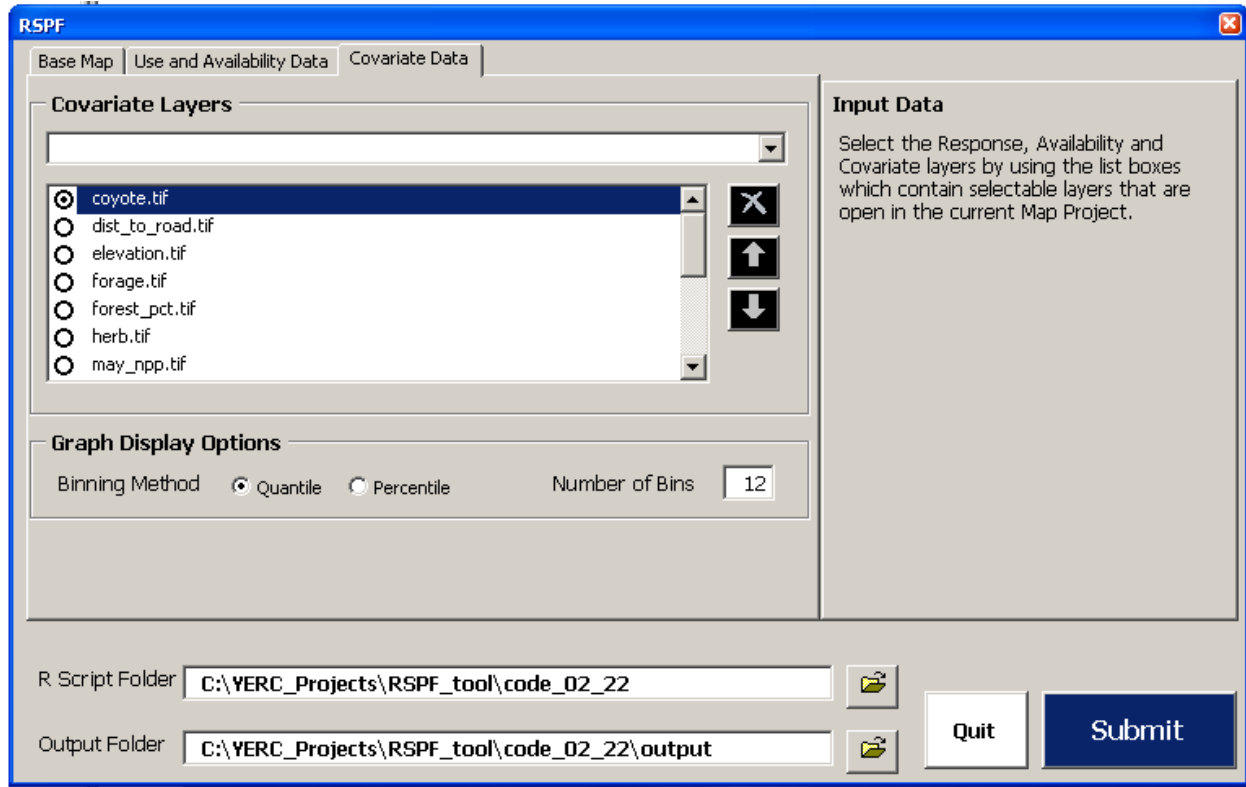 RSPF
Base Map Use and Availability Data Covariate Data
Covariate Layers
coyote.tif
dist_to_road.tif
elevation.tif
forage.tif
forest_pct.tif
herb.tif
may_npp.tif
Graph Display Options
Binning Method Quantile Percentile Number of Bins 12
Input Data
Select the Response, Availability and
Covariate layers by using the list boxes
which contain selectable layers that are
open in the current Map Project.
R Script Folder C:\YERC_Projects\RSPF_tool\code_02_22
Output Folder C:\YERC_Projects\RSPF_tool\code_02_22\output
Quit Submit